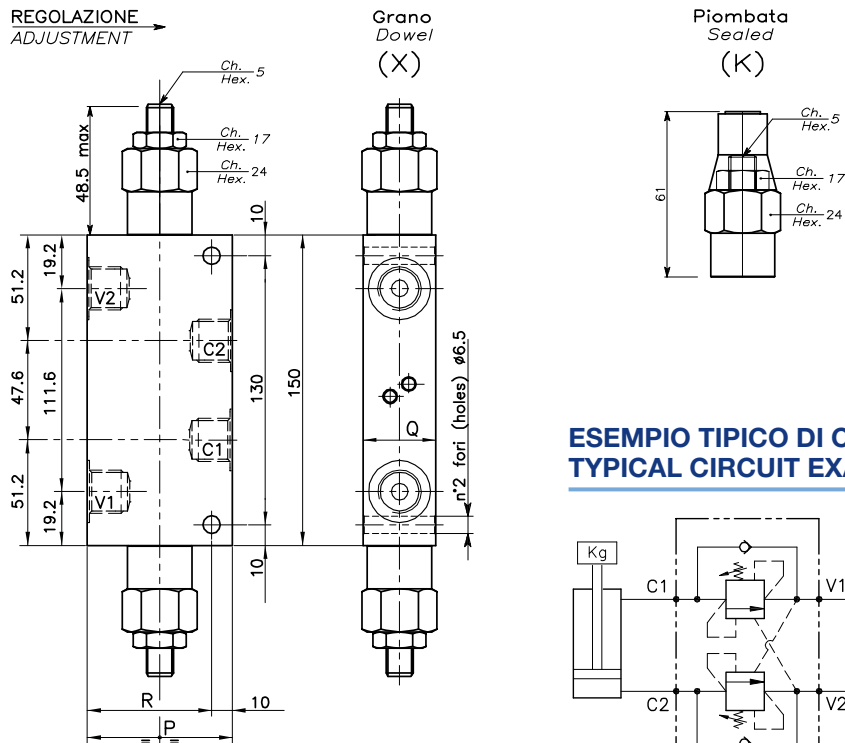 REGOLAZIONE
ADJUSTMENT
Grano
Dowel
(X)
Piombata
Sealed
(K)
Ch.
Hex. 5
Ch.
Hex. 17
Ch.
Hex. 24
48.5 max
10
19.2
51.2
V2
C2
47.6
111.6
130
150
C1
V1
51.2
19.2
10
R
10
P
= =
Q
n°2 fori (holes) ø6.5
61
Ch.
Hex. 5
Ch.
Hex. 17
Ch.
Hex. 24
ESEMPIO TIPICO DI C
TYPICAL CIRCUIT EXA
Kg
C1
V1
C2
V2